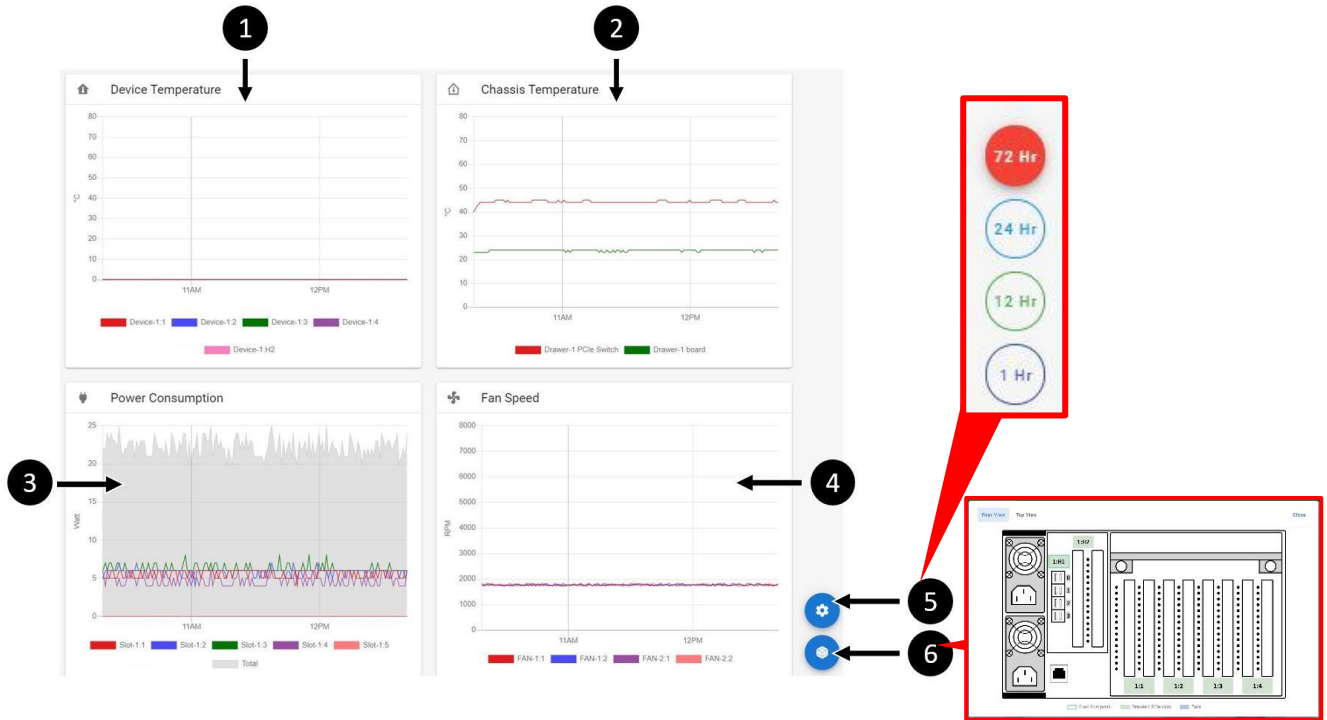 1
2
Device Temperature
80
70
60
50
40
30
20
10
0
°C
11AM
12PM
Device-1:1
Device-1:2
Device-1:3
Device-1:4
Device-1:H2
Chassis Temperature
80
70
60
50
40
30
20
10
0
°C
11AM
12PM
Drawer-1 PCIe Switch
Drawer-1 board
72 Hr
24 Hr
12 Hr
1 Hr
3
Power Consumption
25
20
15
10
5
0
Watt
11AM
12PM
Slot-1:1
Slot-1:2
Slot-1:3
Slot-1:4
Slot-1:5
Total
Fan Speed
8000
7000
6000
5000
4000
3000
2000
1000
0
RPM
11AM
12PM
FAN-1:1
FAN-1:2
FAN-2:1
FAN-2:2
4
5
6
Rear View
Top View
Close
1:H2
1:H1
0
1
2
3
1:1
1:2
1:3
1:4